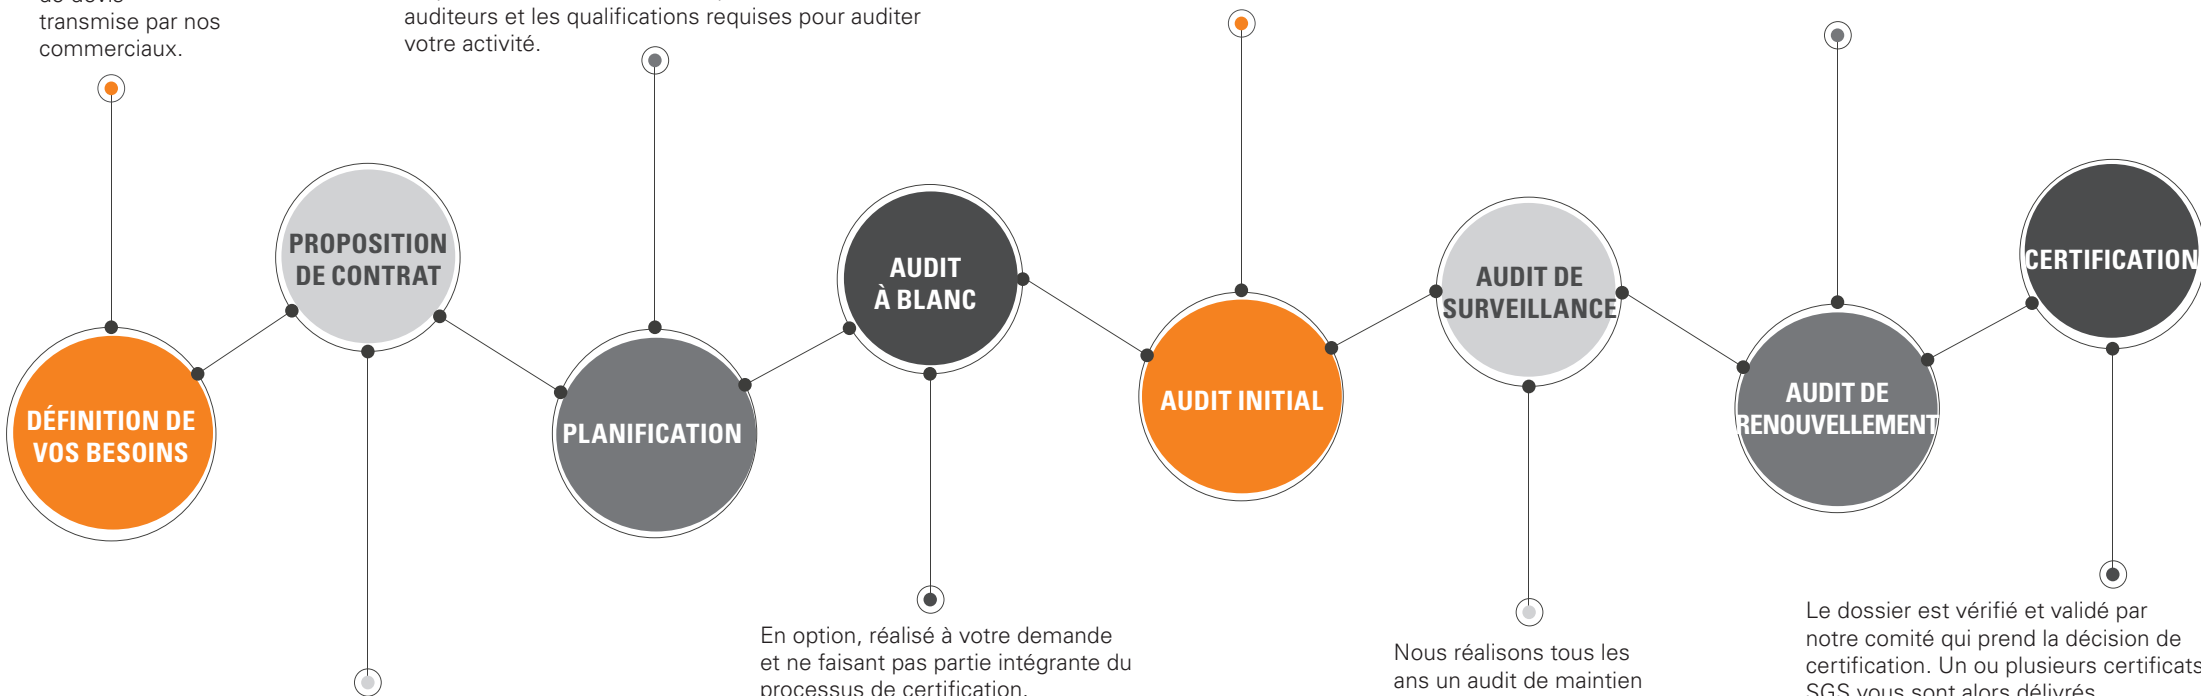 de devis
transmise par nos
commerciaux.
auditeurs et les qualifications requises pour auditer
votre activité.
DÉFINITION DE
VOS BESOINS
PROPOSITION
DE CONTRAT
PLANIFICATION
AUDIT
À BLANC
En option, réalisé à votre demande
et ne faisant pas partie intégrante du
processus de certification.
AUDIT INITIAL
AUDIT DE
SURVEILLANCE
Nous réalisons tous les
ans un audit de maintien
AUDIT DE
RENOUVELLEMENT
CERTIFICATION
Le dossier est vérifié et validé par
notre comité qui prend la décision de
certification. Un ou plusieurs certificats
SGS vous sont alors délivrés